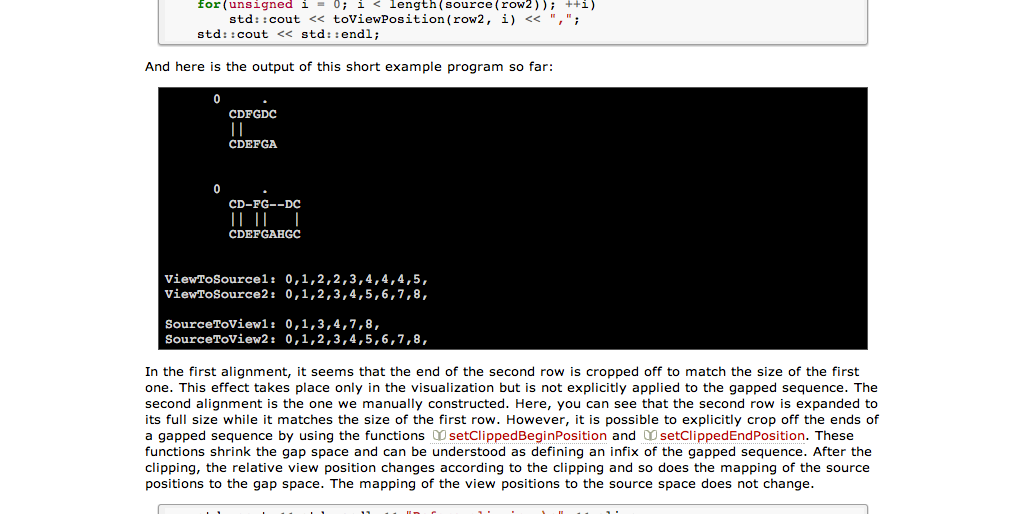 for(unsigned i = 0; i < length(source(row2)); ++i)
std::cout << toViewPosition(row2, i) << ",";
std::cout << std::endl;
And here is the output of this short example program so far:
0 .
CDFGDC
||
CDEFGA
0 .
CD-FG--DC
|| || |
CDEFGAHGC
ViewToSource1: 0,1,2,2,3,4,4,4,5,
ViewToSource2: 0,1,2,3,4,5,6,7,8,
SourceToView1: 0,1,3,4,7,8,
SourceToView2: 0,1,2,3,4,5,6,7,8,
In the first alignment, it seems that the end of the second row is cropped off to match the size of the first
one. This effect takes place only in the visualization but is not explicitly applied to the gapped sequence. The
second alignment is the one we manually constructed. Here, you can see that the second row is expanded to
its full size while it matches the size of the first row. However, it is possible to explicitly crop off the ends of
a gapped sequence by using the functions setClippedBeginPosition and setClippedEndPosition. These
functions shrink the gap space and can be understood as defining an infix of the gapped sequence. After the
clipping, the relative view position changes according to the clipping and so does the mapping of the source
positions to the gap space. The mapping of the view positions to the source space does not change.